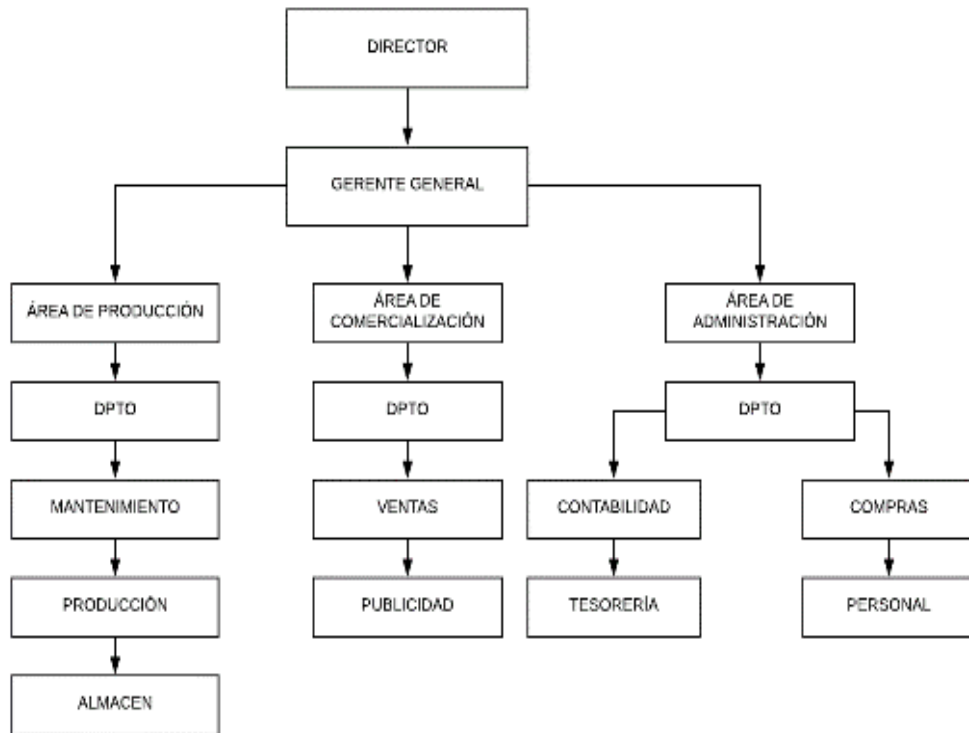 DIRECTOR
GERENTE GENERAL
ÁREA DE PRODUCCIÓN
ÁREA DE
COMERCIALIZACIÓN
ÁREA DE
ADMINISTRACIÓN
DPTO
DPTO
DPTO
MANTENIMIENTO
VENTAS
CONTABILIDAD
COMPRAS
PRODUCCIÓN
PUBLICIDAD
TESORERÍA
PERSONAL
ALMACEN